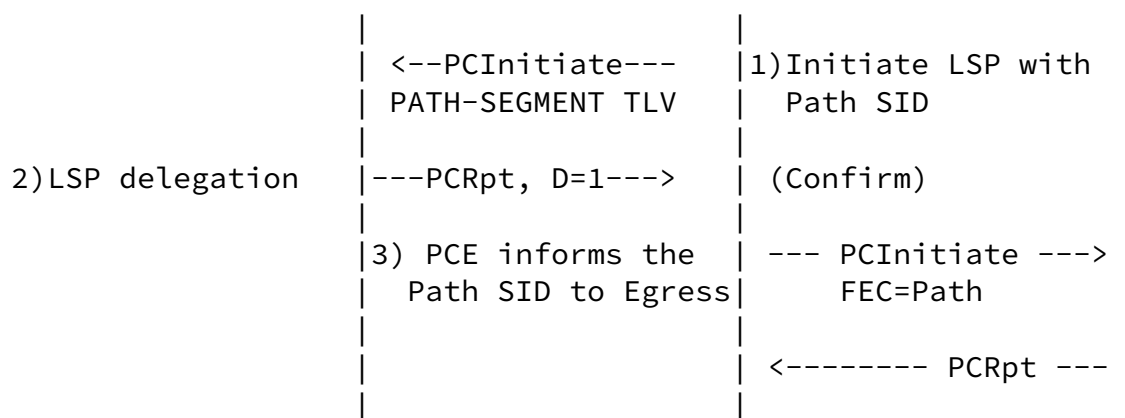 <--PCInitiate--- 1)Initiate LSP with
PATH-SEGMENT TLV Path SID
2)LSP delegation ---PCRpt, D=1---> (Confirm)
3) PCE informs the --- PCInitiate --->
Path SID to Egress FEC=Path
<-------- PCRpt ---